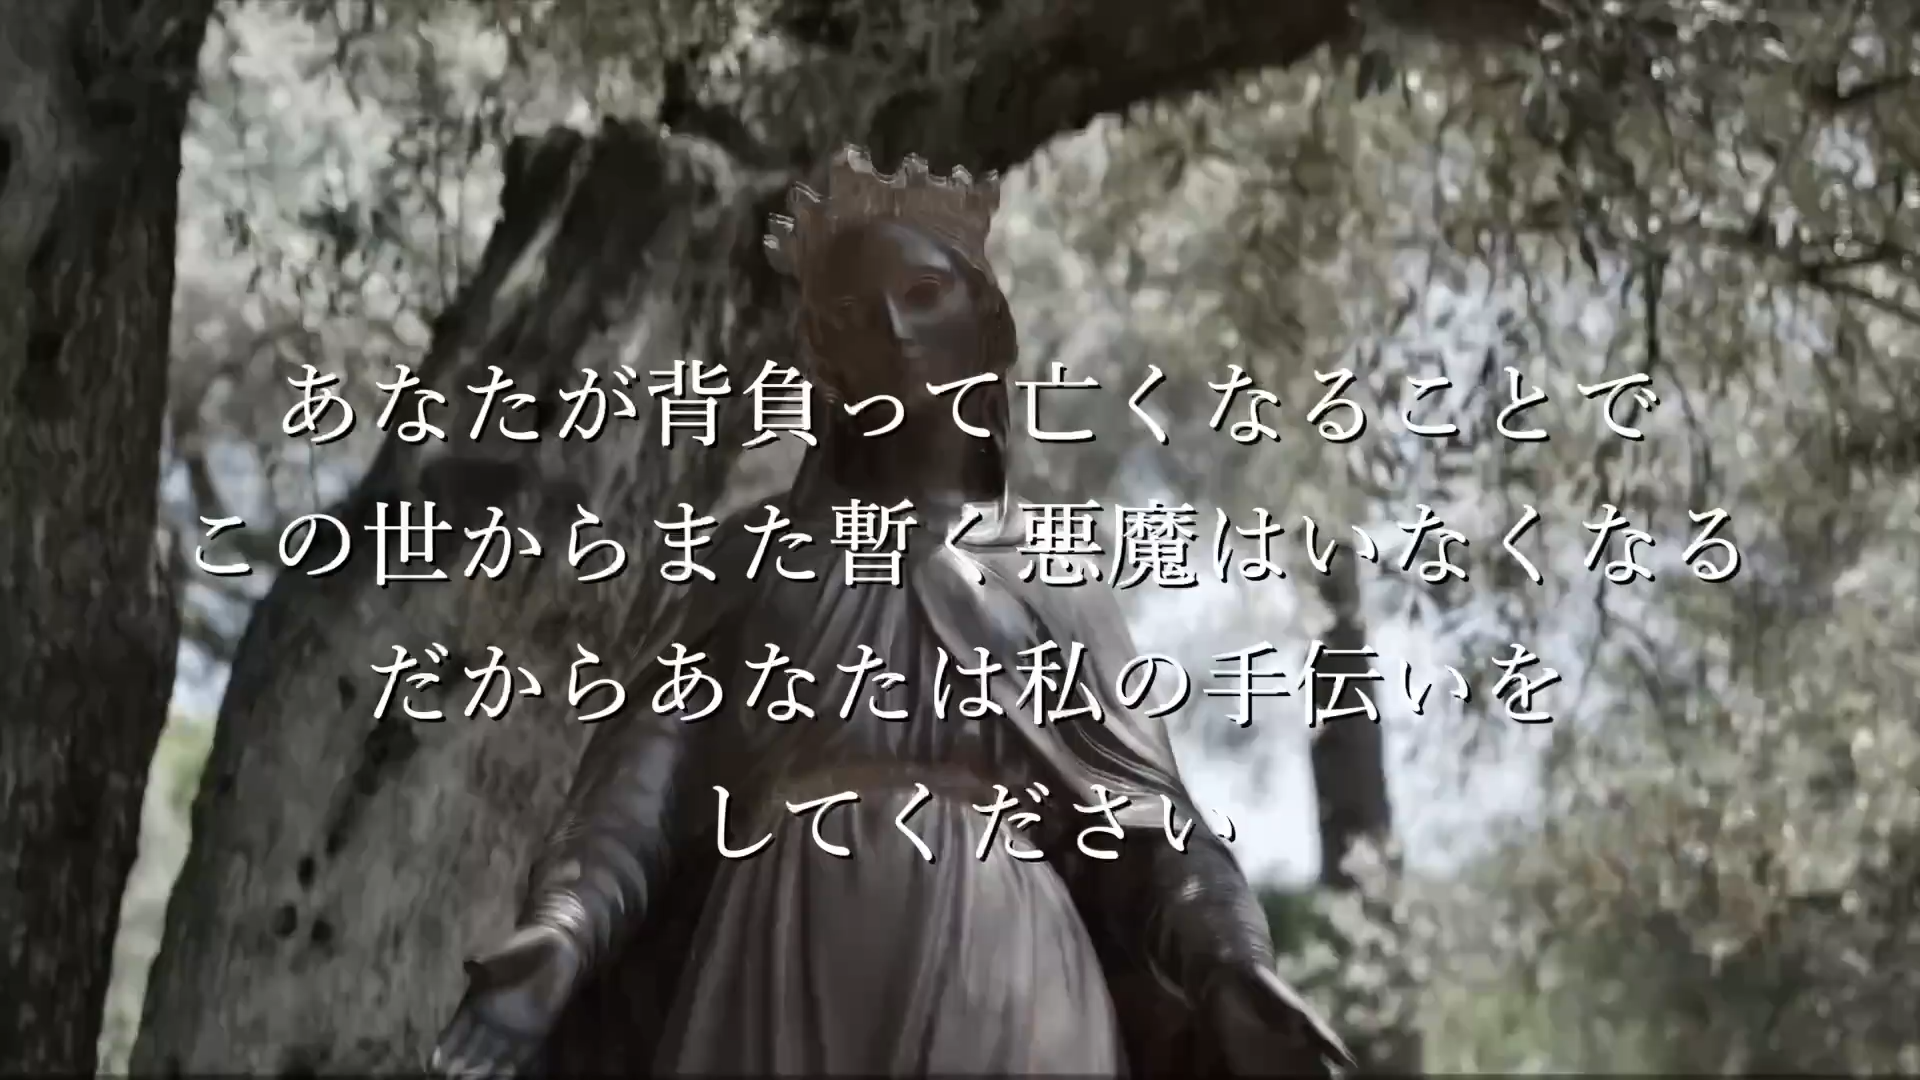 あなたが背負って亡くなることで
この世からまた暫く悪魔はいなくなる
だからあなたは私の手伝いを
してください